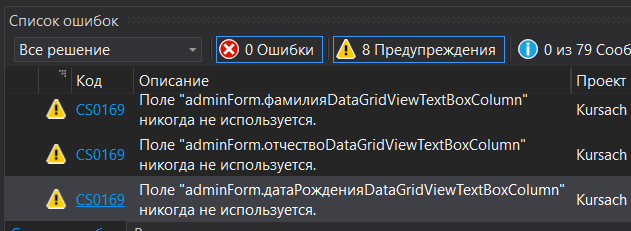 Список ошибок
Все решение
0 Ошибки
8 Предупреждения
0 из 79 Сооб
Код Описание Проект
CS0169 Поле "adminForm.фамилияDataGridViewTextBoxColumn" Kursach
никогда не используется.
CS0169 Поле "adminForm.отчествоDataGridViewTextBoxColumn" Kursach
никогда не используется.
CS0169 Поле "adminForm.датаРожденияDataGridViewTextBoxColumn" Kursach
никогда не используется.